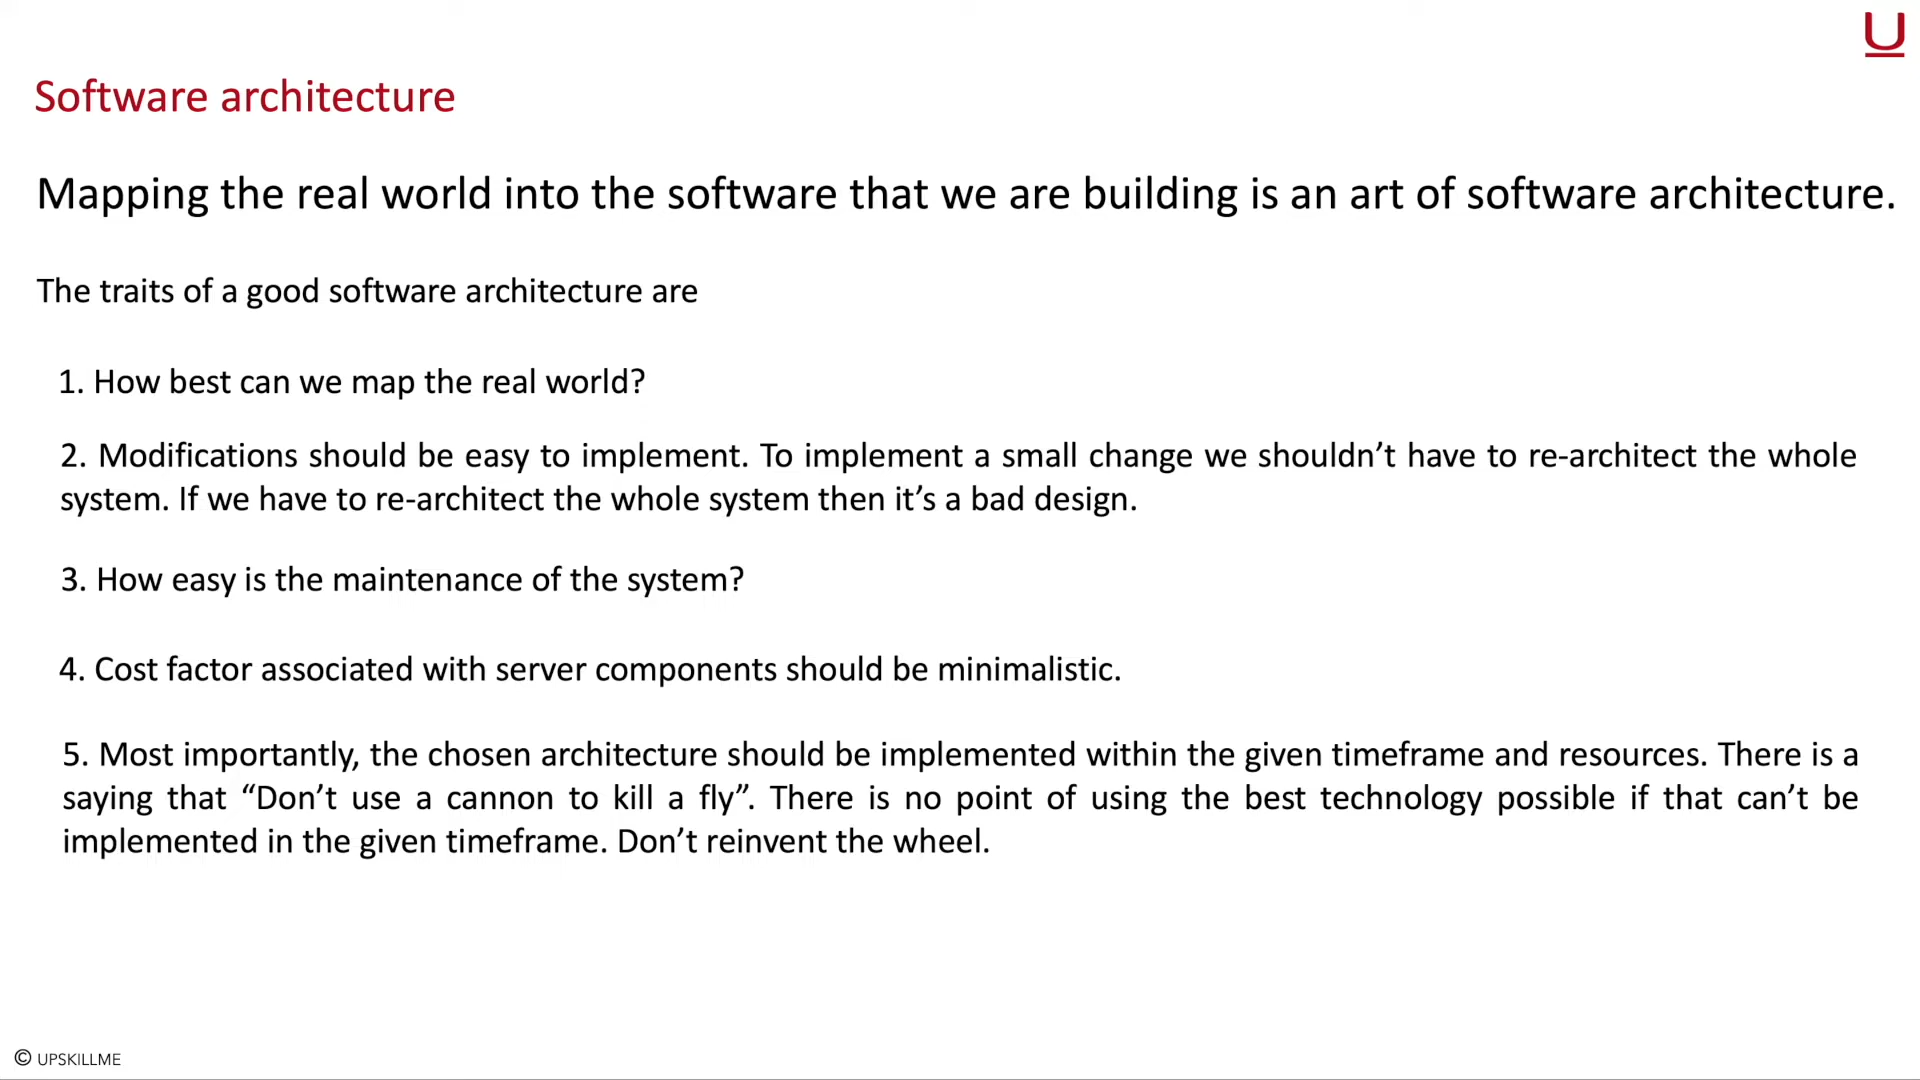 U
Software architecture
Mapping the real world into the software that we are building is an art of software architecture.
The traits of a good software architecture are
1. How best can we map the real world?
2. Modifications should be easy to implement. To implement a small change we shouldn’t have to re-architect the whole
system. If we have to re-architect the whole system then it’s a bad design.
3. How easy is the maintenance of the system?
4. Cost factor associated with server components should be minimalistic.
5. Most importantly, the chosen architecture should be implemented within the given timeframe and resources. There is a
saying that “Don’t use a cannon to kill a fly”. There is no point of using the best technology possible if that can’t be
implemented in the given timeframe. Don’t reinvent the wheel.
© UPSKILLME